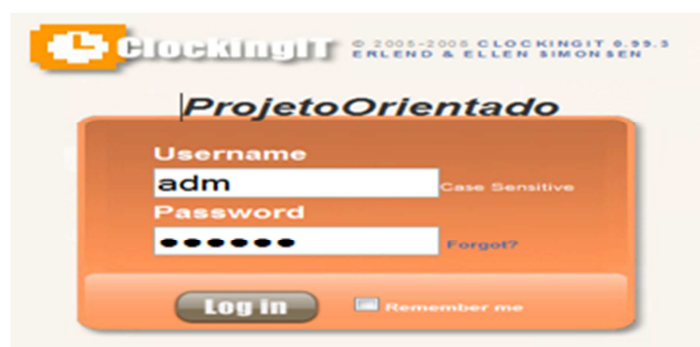 ClockingIT © 2005-2008 CLOCKINGIT 0.99.3
ERLEND & ELLEN SIMONSEN
ProjetoOrientado
Username
adm Case Sensitive
Password
●●●●●● Forgot?
Log in Remember me